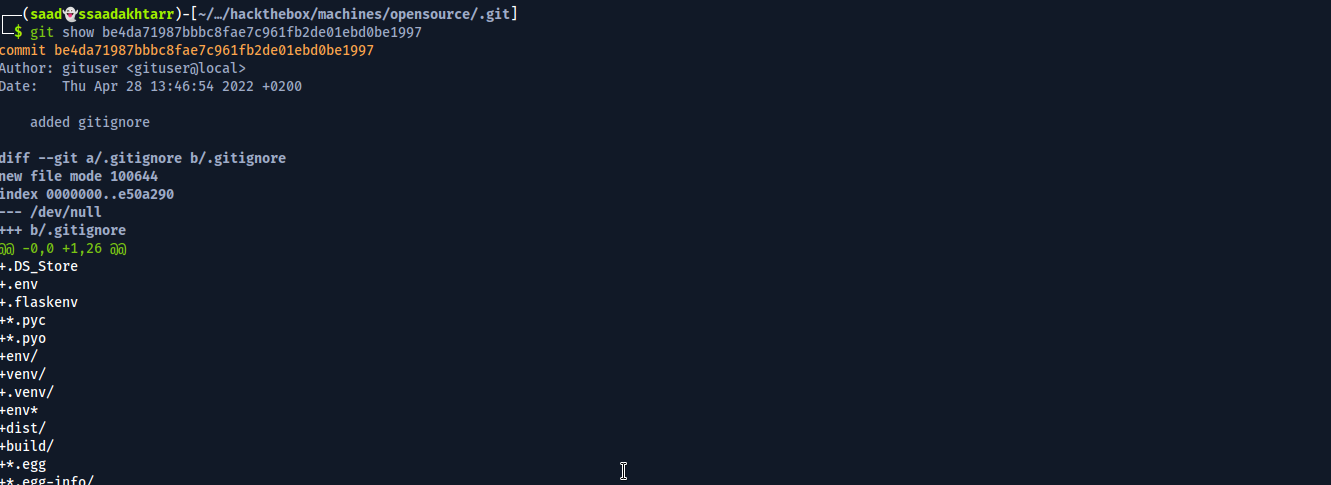 ┌──(saad👻ssaadakhtarr)-[~/…/hackthebox/machines/opensource/.git]
└─$ git show be4da71987bbbc8fae7c961fb2de01ebd0be1997
commit be4da71987bbbc8fae7c961fb2de01ebd0be1997
Author: gituser <gituser@local>
Date:   Thu Apr 28 13:46:54 2022 +0200
    added gitignore
diff --git a/.gitignore b/.gitignore
new file mode 100644
index 0000000..e50a290
--- /dev/null
+++ b/.gitignore
@@ -0,0 +1,26 @@
+.DS_Store
+.env
+.flaskenv
+*.pyc
+*.pyo
+env/
+venv/
+.venv/
+env*
+dist/
+build/
+*.egg
+*.egg-info/